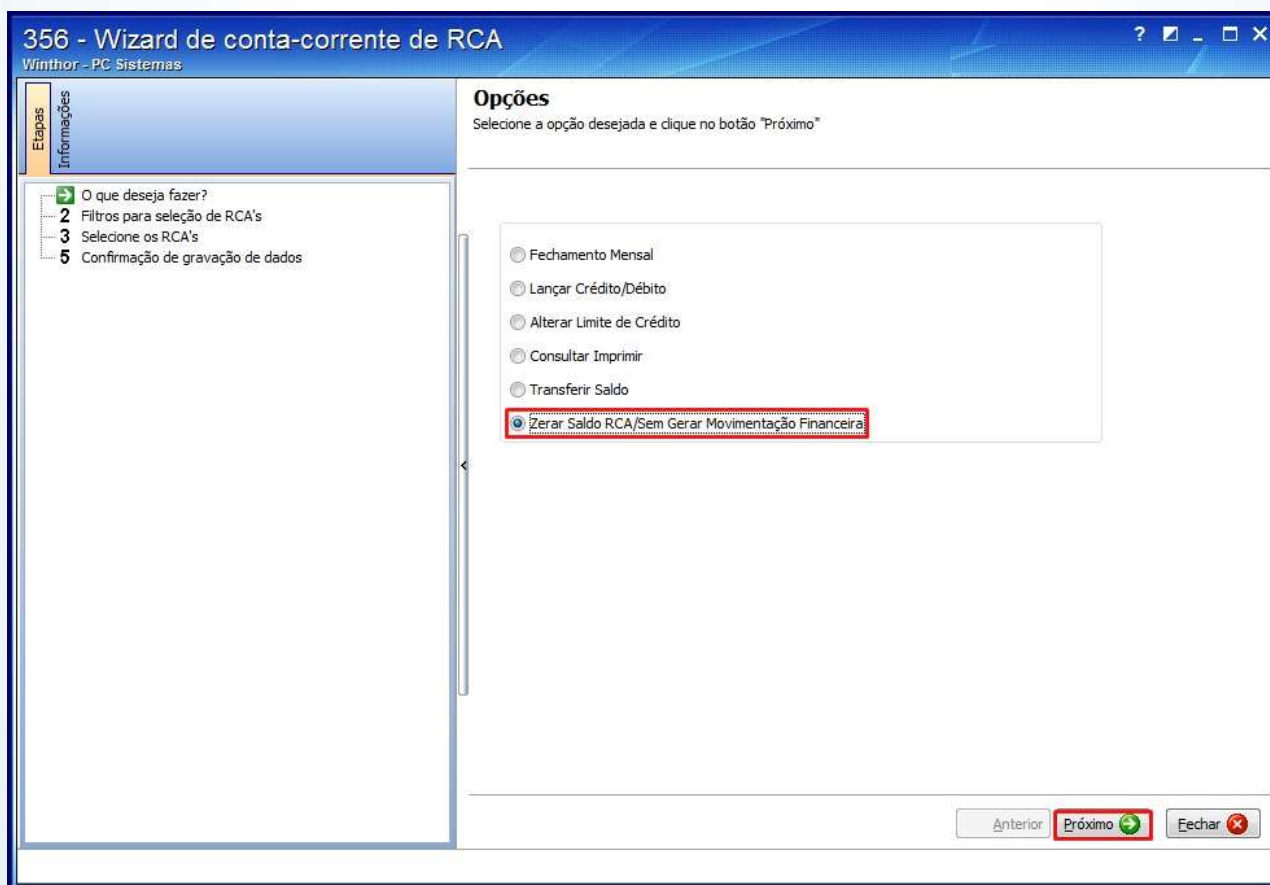 356 - Wizard de conta-corrente de RCA
Winthor - PC Sistemas
Etapas
Informações
O que deseja fazer?
2 Filtros para seleção de RCA's
3 Selecione os RCA's
5 Confirmação de gravação de dados
Opções
Selecione a opção desejada e clique no botão "Próximo"
Fechamento Mensal
Lançar Crédito/Débito
Alterar Limite de Crédito
Consultar Imprimir
Transferir Saldo
Zerar Saldo RCA/Sem Gerar Movimentação Financeira
Anterior Próximo Fechar